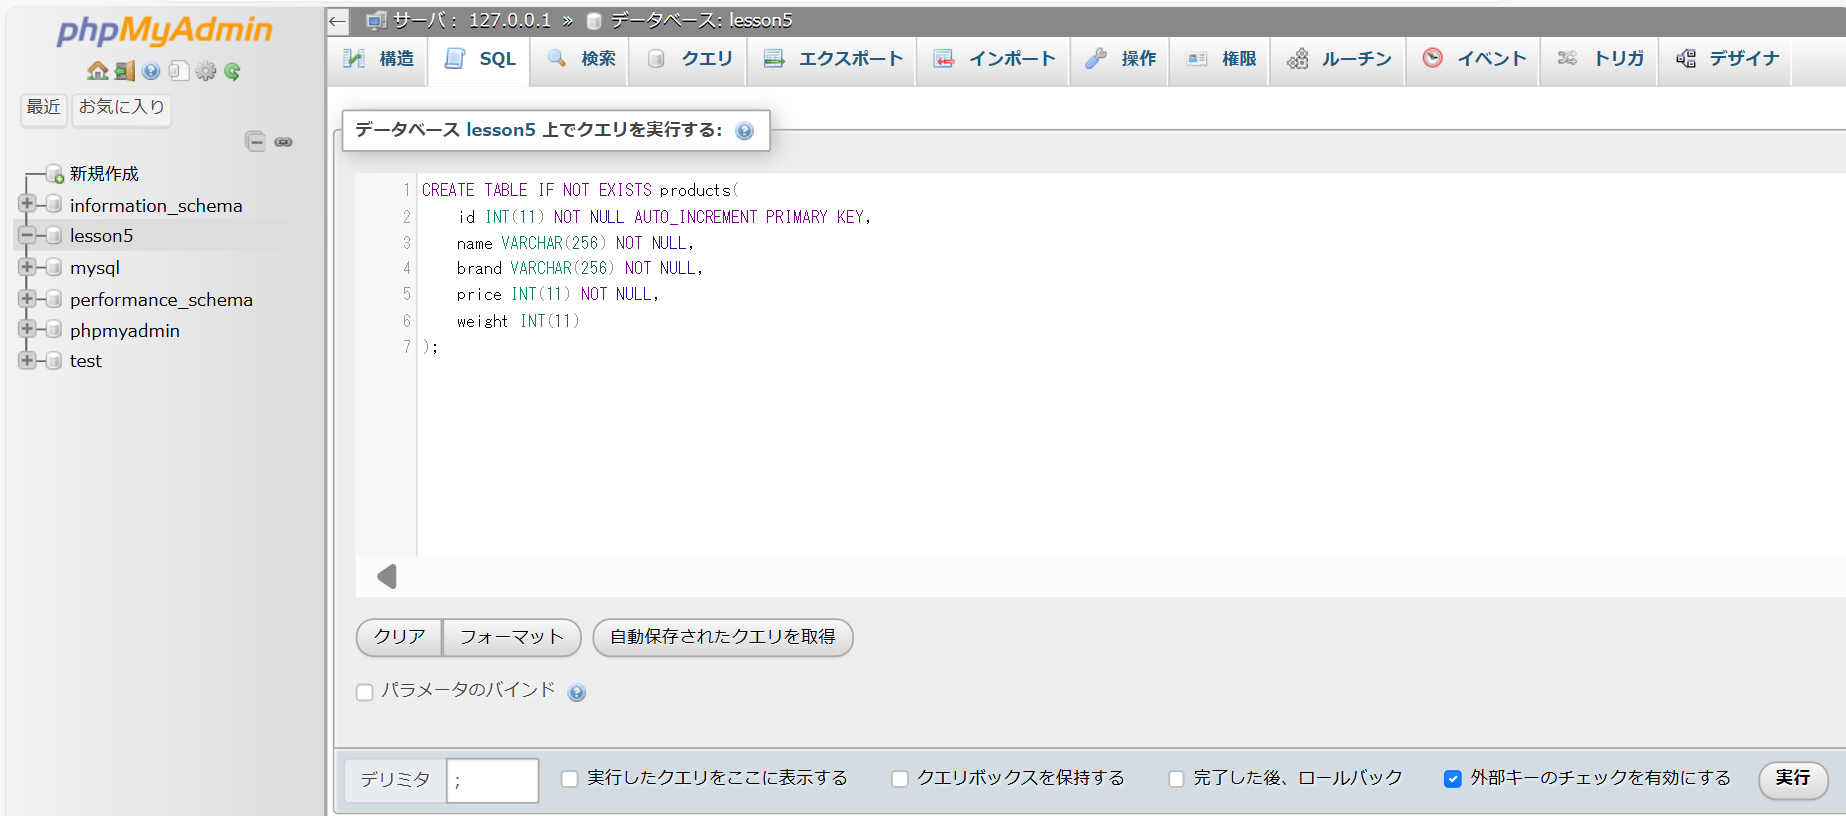 phpMyAdmin
最近 お気に入り
新規作成
information_schema
lesson5
mysql
performance_schema
phpmyadmin
test
← サーバ： 127.0.0.1 » データベース: lesson5
構造 SQL 検索 クエリ エクスポート インポート 操作 権限 ルーチン イベント トリガ デザイナ
データベース lesson5 上でクエリを実行する:
1 CREATE TABLE IF NOT EXISTS products(
2 id INT(11) NOT NULL AUTO_INCREMENT PRIMARY KEY,
3 name VARCHAR(256) NOT NULL,
4 brand VARCHAR(256) NOT NULL,
5 price INT(11) NOT NULL,
6 weight INT(11)
7 );
クリア フォーマット 自動保存されたクエリを取得
パラメータのバインド
デリミタ ; 実行したクエリをここに表示する クエリボックスを保持する 完了した後、ロールバック 外部キーのチェックを有効にする 実行